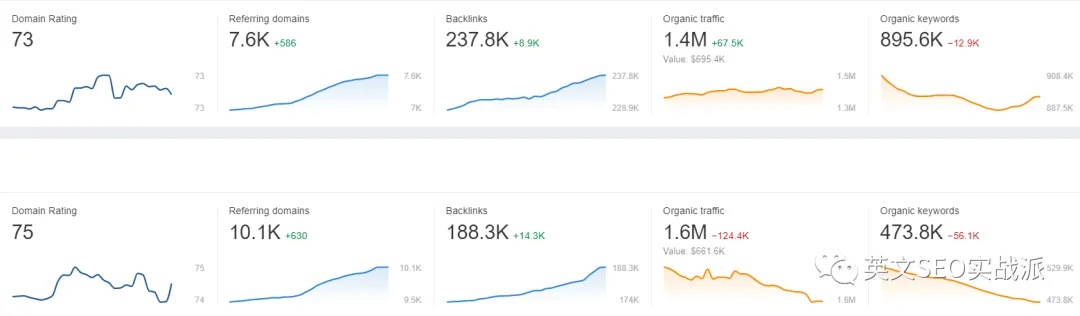 Domain Rating
73
73
73
Referring domains
7.6K +586
7.6K
7K
Backlinks
237.8K +8.9K
237.8K
228.9K
Organic traffic
1.4M +67.5K
Value: $695.4K
1.5M
1.3M
Organic keywords
895.6K −12.9K
908.4K
887.5K
Domain Rating
75
75
74
Referring domains
10.1K +630
10.1K
9.5K
Backlinks
188.3K +14.3K
188.3K
174K
Organic traffic
1.6M −124.4K
Value: $661.6K
1.6M
Organic keywords
473.8K −56.1K
529.9K
473.8K
英文SEO实战派